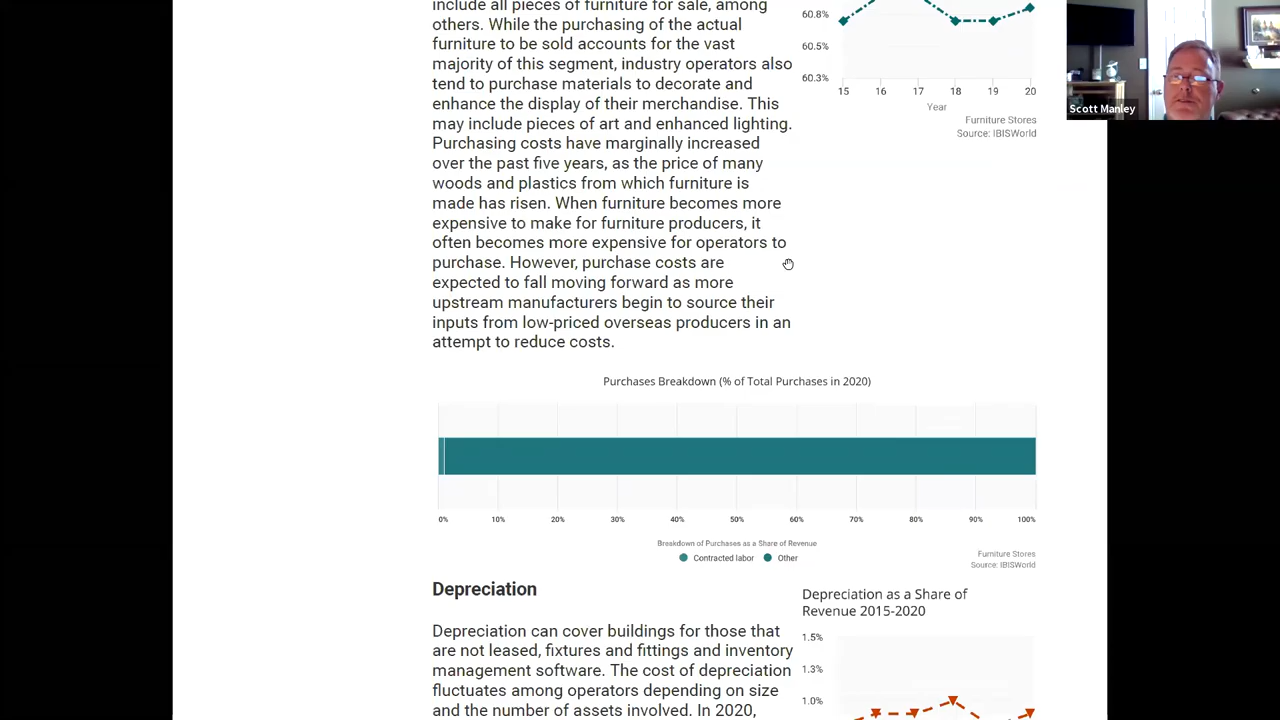 include all pieces of furniture for sale, among
others. While the purchasing of the actual
furniture to be sold accounts for the vast
majority of this segment, industry operators also
tend to purchase materials to decorate and
enhance the display of their merchandise. This
may include pieces of art and enhanced lighting.
Purchasing costs have marginally increased
over the past five years, as the price of many
woods and plastics from which furniture is
made has risen. When furniture becomes more
expensive to make for furniture producers, it
often becomes more expensive for operators to
purchase. However, purchase costs are
expected to fall moving forward as more
upstream manufacturers begin to source their
inputs from low-priced overseas producers in an
attempt to reduce costs.
60.8%
60.5%
60.3%
15 16 17 18 19 20
Year
Furniture Stores
Source: IBISWorld
Scott Manley
Purchases Breakdown (% of Total Purchases in 2020)
0% 10% 20% 30% 40% 50% 60% 70% 80% 90% 100%
Breakdown of Purchases as a Share of Revenue
Contracted labor Other
Furniture Stores
Source: IBISWorld
Depreciation
Depreciation can cover buildings for those that
are not leased, fixtures and fittings and inventory
management software. The cost of depreciation
fluctuates among operators depending on size
and the number of assets involved. In 2020,
Depreciation as a Share of
Revenue 2015-2020
1.5%
1.3%
1.0%